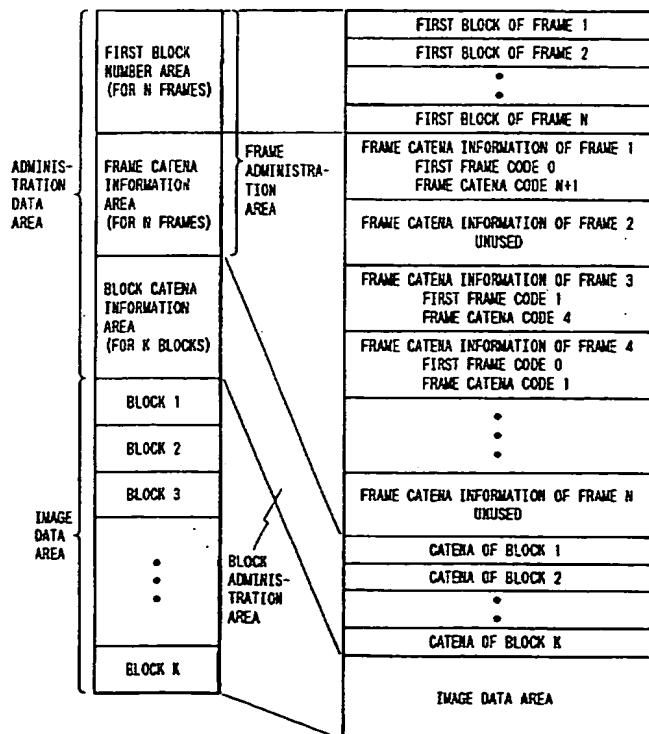 FIRST BLOCK
NUMBER AREA
(FOR N FRAMES)
FRAME CATENA
INFORMATION
AREA
(FOR N FRAMES)
BLOCK CATENA
INFORMATION
AREA
(FOR K BLOCKS)
BLOCK 1
BLOCK 2
BLOCK 3
BLOCK K
ADMINIS-
TRATION
DATA
AREA
IMAGE
DATA
AREA
FRAME
ADMINISTRA-
TION
AREA
BLOCK
ADMINIS-
TRATION
AREA
FIRST BLOCK OF FRAME 1
FIRST BLOCK OF FRAME 2
FIRST BLOCK OF FRAME N
FRAME CATENA INFORMATION OF FRAME 1
FIRST FRAME CODE 0
FRAME CATENA CODE N+1
FRAME CATENA INFORMATION OF FRAME 2
UNUSED
FRAME CATENA INFORMATION OF FRAME 3
FIRST FRAME CODE 1
FRAME CATENA CODE 4
FRAME CATENA INFORMATION OF FRAME 4
FIRST FRAME CODE 0
FRAME CATENA CODE 1
FRAME CATENA INFORMATION OF FRAME N
UNUSED
CATENA OF BLOCK 1
CATENA OF BLOCK 2
CATENA OF BLOCK K
IMAGE DATA AREA